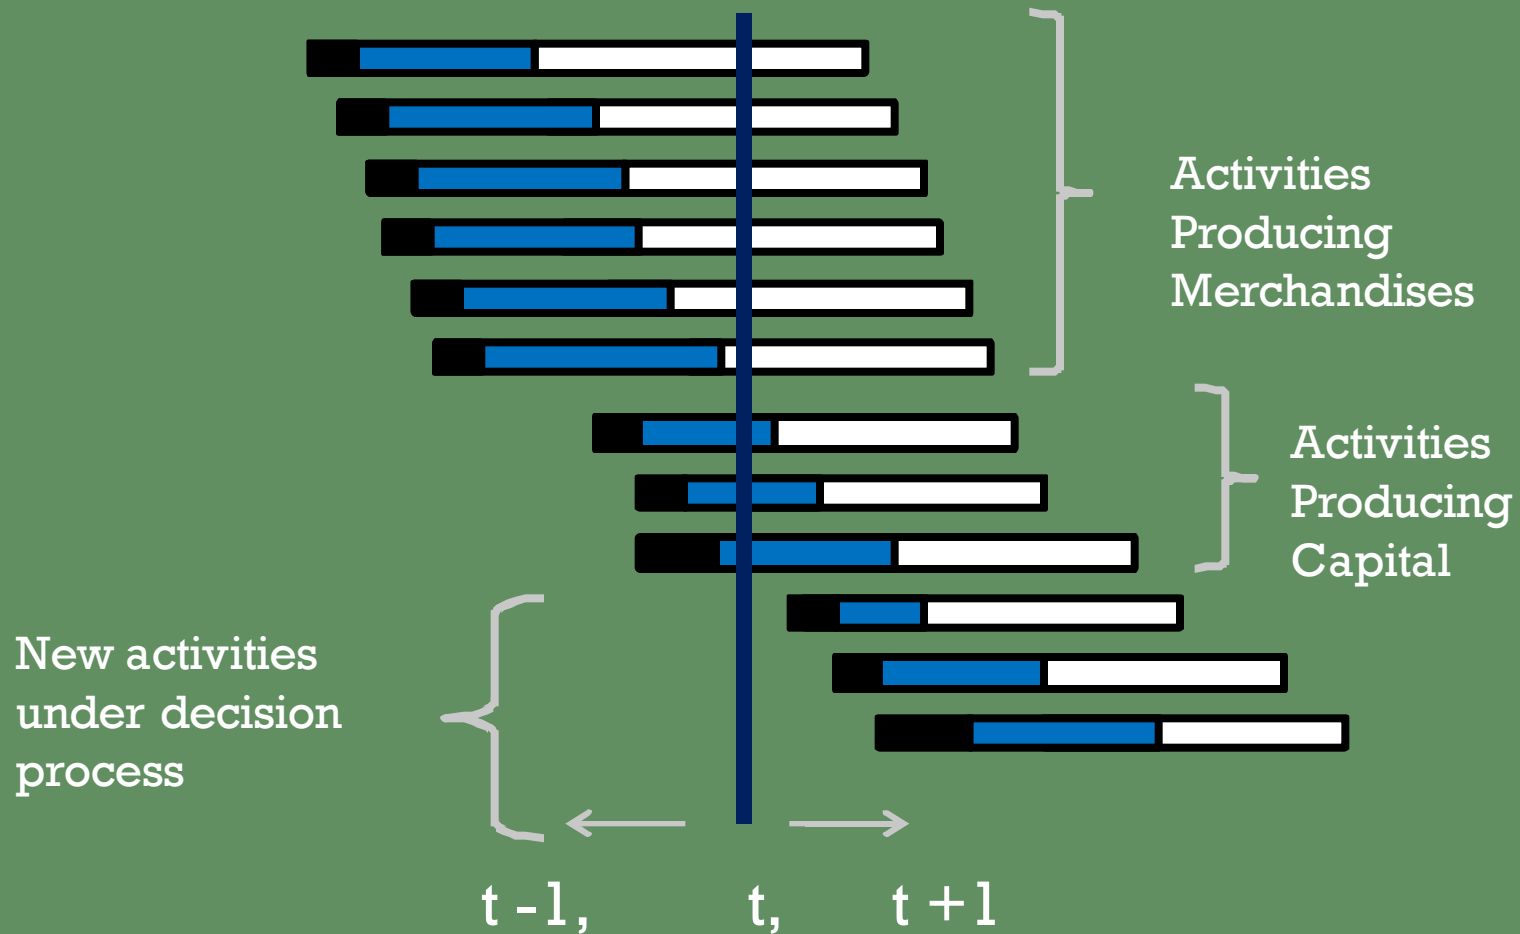 Activities
Producing
Merchandises
Activities
Producing
Capital
New activities
under decision
process
t -1, t, t +1